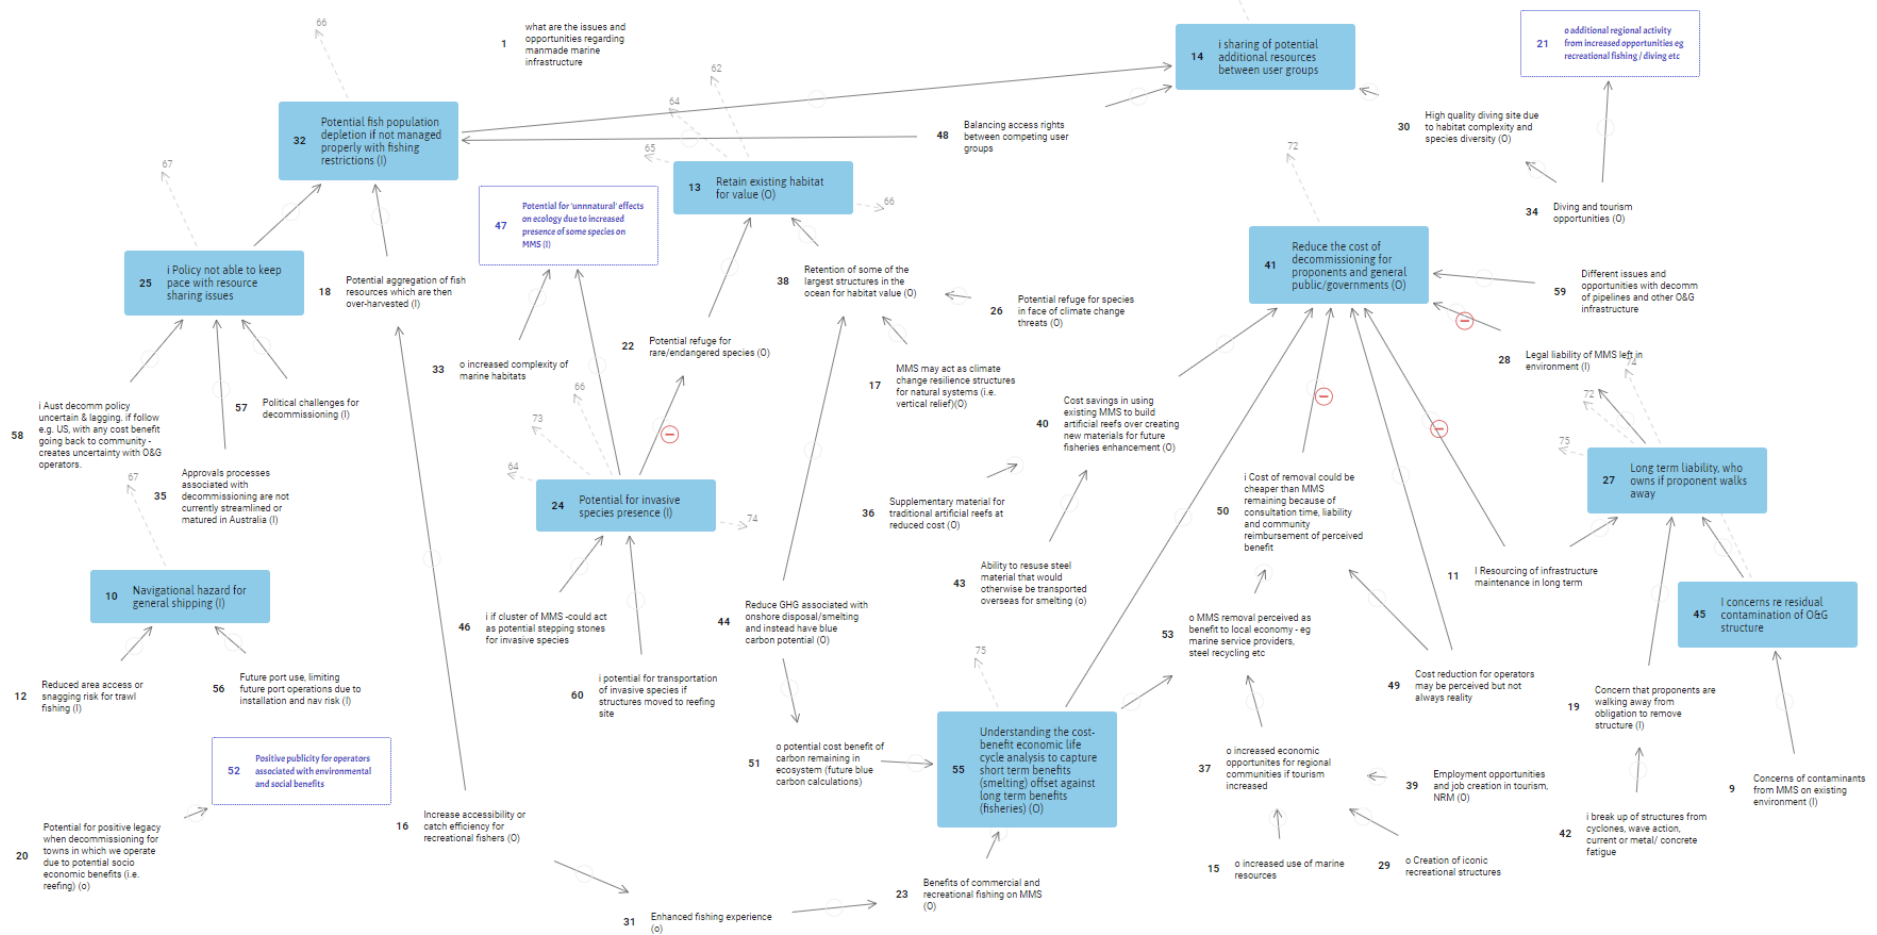 66
1
what are the issues and
opportunities regarding
manmade marine
infrastructure
14
i sharing of potential
additional resources
between user groups
21
o additional regional activity
from increased opportunities eg
recreational fishing / diving etc
62
64
32
Potential fish population
depletion if not managed
properly with fishing
restrictions (I)
48
Balancing access rights
between competing user
groups
30
High quality diving site due
to habitat complexity and
species diversity (O)
67
65
72
13
Retain existing habitat
for value (O)
66
47
Potential for 'unnnatural' effects
on ecology due to increased
presence of some species on
MMS (I)
34
Diving and tourism
opportunities (O)
25
i Policy not able to keep
pace with resource
sharing issues
18
Potential aggregation of fish
resources which are then
over-harvested (I)
38
Retention of some of the
largest structures in the
ocean for habitat value (O)
41
Reduce the cost of
decommissioning for
proponents and general
public/governments (O)
59
Different issues and
opportunities with decomm
of pipelines and other O&G
infrastructure
26
Potential refuge for species
in face of climate change
threats (O)
22
Potential refuge for
rare/endangered species (O)
33
o increased complexity of
marine habitats
28
Legal liability of MMS left in
environment (I)
74
17
MMS may act as climate
change resilience structures
for natural systems (i.e.
vertical relief)(O)
66
72
58
i Aust decomm policy
uncertain & lagging. if follow
e.g. US, with any cost benefit
going back to community -
creates uncertainty with O&G
operators.
57
Political challenges for
decommissioning (I)
40
Cost savings in using
existing MMS to build
artificial reefs over creating
new materials for future
fisheries enhancement (O)
73
75
64
67
35
Approvals processes
associated with
decommissioning are not
currently streamlined or
matured in Australia (I)
24
Potential for invasive
species presence (I)
74
36
Supplementary material for
traditional artificial reefs at
reduced cost (O)
50
i Cost of removal could be
cheaper than MMS
remaining because of
consultation time, liability
and community
reimbursement of perceived
benefit
27
Long term liability, who
owns if proponent walks
away
11
I Resourcing of infrastructure
maintenance in long term
43
Ability to resuse steel
material that would
otherwise be transported
overseas for smelting (o)
10
Navigational hazard for
general shipping (I)
46
i if cluster of MMS -could act
as potential stepping stones
for invasive species
44
Reduce GHG associated with
onshore disposal/smelting
and instead have blue
carbon potential (O)
53
o MMS removal perceived as
benefit to local economy - eg
marine service providers,
steel recycling etc
45
I concerns re residual
contamination of O&G
structure
75
12
Reduced area access or
snagging risk for trawl
fishing (I)
56
Future port use, limiting
future port operations due to
installation and nav risk (I)
60
i potential for transportation
of invasive species if
structures moved to reefing
site
49
Cost reduction for operators
may be perceived but not
always reality
19
Concern that proponents are
walking away from
obligation to remove
structure (I)
52
Positive publicity for operators
associated with environmental
and social benefits
51
o potential cost benefit of
carbon remaining in
ecosystem (future blue
carbon calculations)
55
Understanding the cost-
benefit economic life
cycle analysis to capture
short term benefits
(smelting) offset against
long term benefits
(fisheries) (O)
37
o increased economic
opportunites for regional
communities if tourism
increased
39
Employment opportunities
and job creation in tourism,
NRM (O)
9
Concerns of contaminants
from MMS on existing
environment (I)
20
Potential for positive legacy
when decommissioning for
towns in which we operate
due to potential socio
economic benefits (i.e.
reefing) (o)
16
Increase accessibility or
catch efficiency for
recreational fishers (O)
42
i break up of structures from
cyclones, wave action,
current or metal/ concrete
fatigue
15
o increased use of marine
resources
29
o Creation of iconic
recreational structures
23
Benefits of commercial and
recreational fishing on MMS
(O)
31
Enhanced fishing experience
(o)